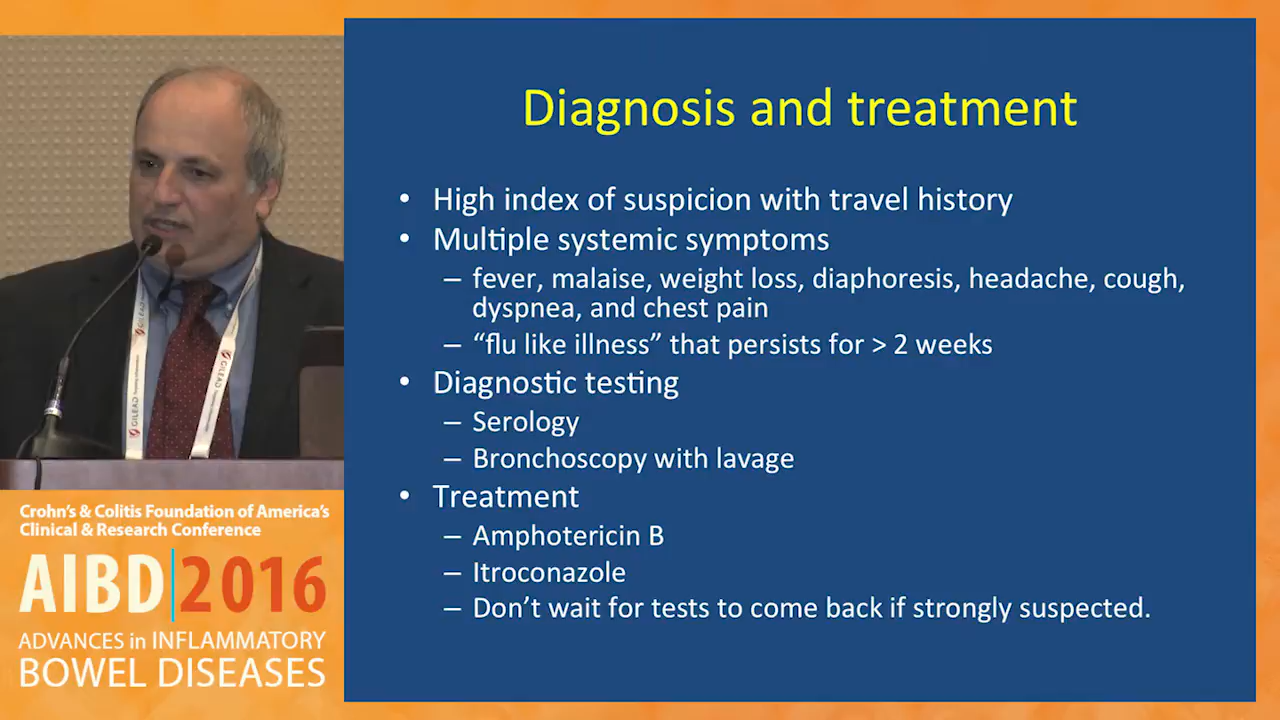 Diagnosis and treatment
• High index of suspicion with travel history
• Multiple systemic symptoms
– fever, malaise, weight loss, diaphoresis, headache, cough,
dyspnea, and chest pain
– “flu like illness” that persists for > 2 weeks
• Diagnostic testing
– Serology
– Bronchoscopy with lavage
• Treatment
– Amphotericin B
– Itroconazole
– Don’t wait for tests to come back if strongly suspected.
GILEAD
GILEAD
GILEAD
Crohn’s & Colitis Foundation of America’s
Clinical & Research Conference
AIBD|2016
ADVANCES in INFLAMMATORY
BOWEL DISEASES